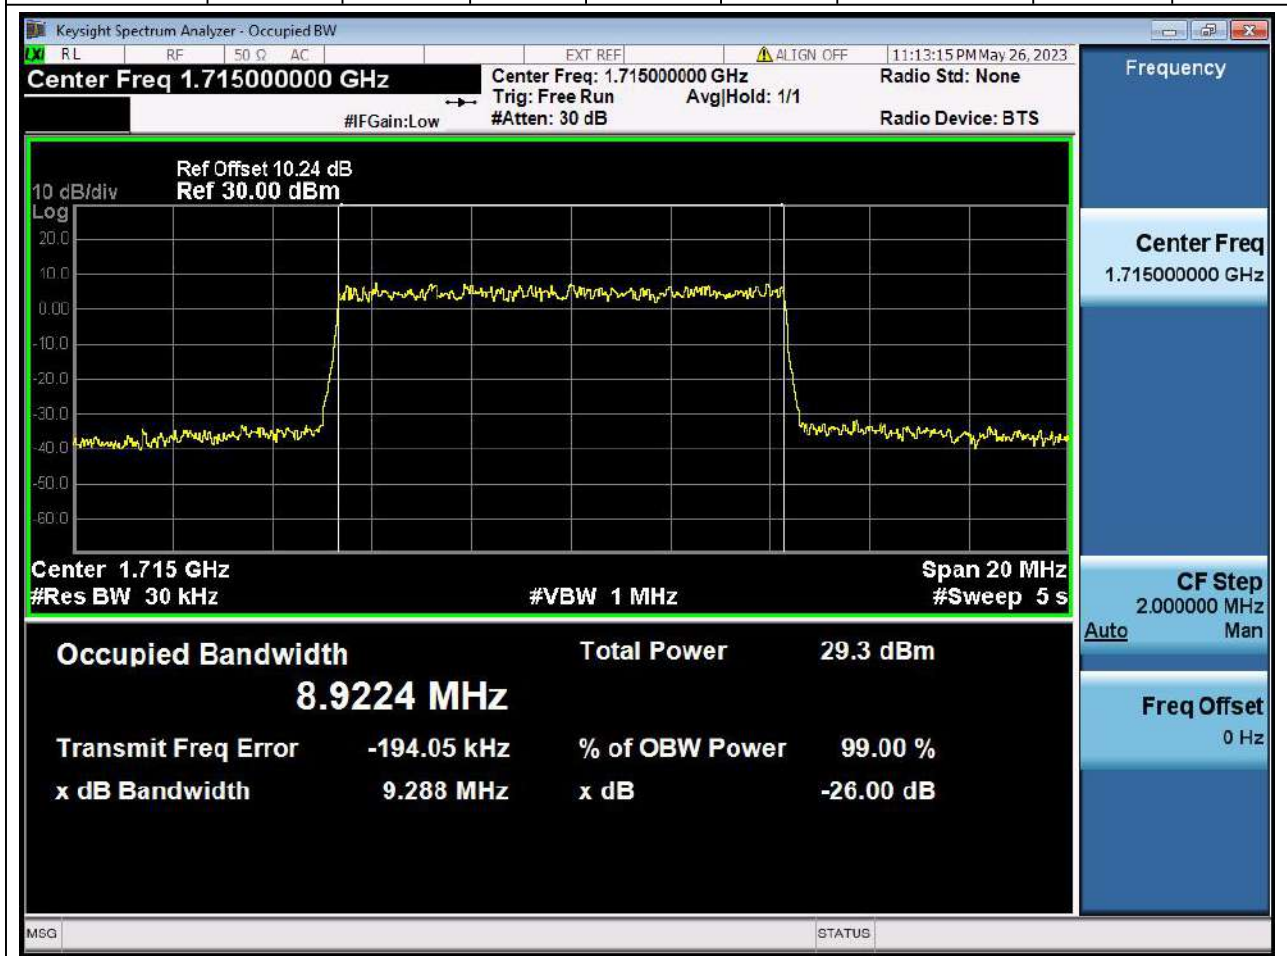 Keysight Spectrum Analyzer - Occupied BW
LXI RL RF 50 Ω AC EXT REF ALIGN OFF 11:13:15 PM May 26, 2023
Center Freq 1.715000000 GHz
Center Freq: 1.715000000 GHz Radio Std: None
Trig: Free Run Avg|Hold: 1/1
#IFGain:Low #Atten: 30 dB Radio Device: BTS
Frequency
Ref Offset 10.24 dB
10 dB/div Ref 30.00 dBm
Log
20.0
10.0
0.00
-10.0
-20.0
-30.0
-40.0
-50.0
-60.0
Center 1.715 GHz Span 20 MHz
#Res BW 30 kHz #VBW 1 MHz #Sweep 5 s
Center Freq
1.715000000 GHz
CF Step
2.000000 MHz
Auto Man
Freq Offset
0 Hz
Occupied Bandwidth Total Power 29.3 dBm
8.9224 MHz
Transmit Freq Error -194.05 kHz % of OBW Power 99.00 %
x dB Bandwidth 9.288 MHz x dB -26.00 dB
MSG STATUS